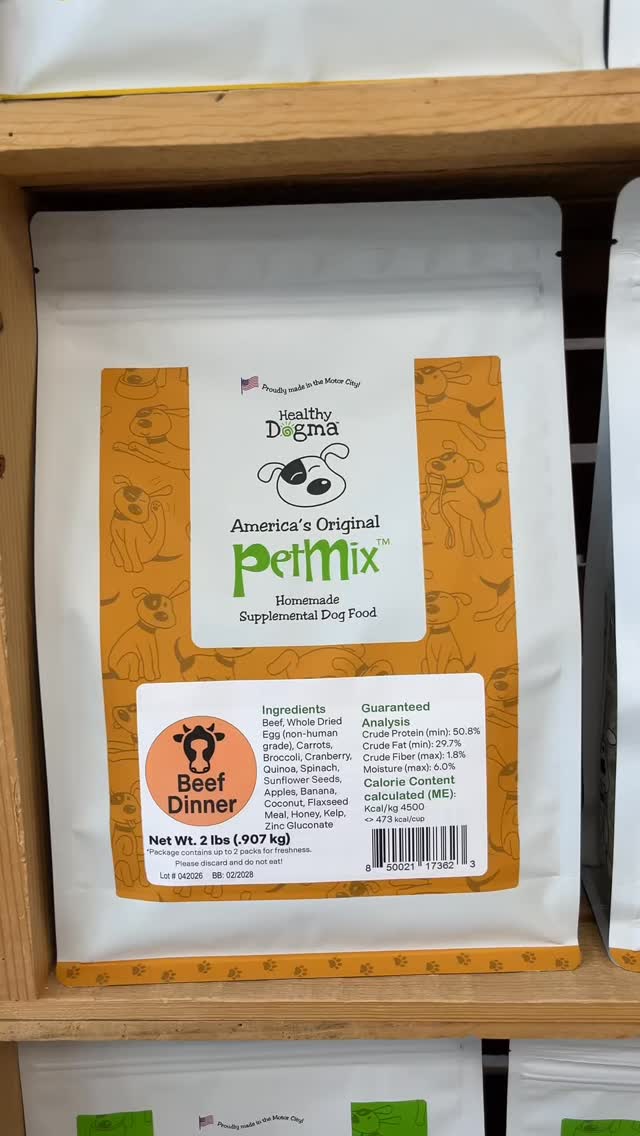 Proudly made in the Motor City!
Healthy
Dogma
America's Original
PetMix™
Homemade
Supplemental Dog Food
Beef
Dinner
Ingredients
Beef, Whole Dried
Egg (non-human
grade), Carrots,
Broccoli, Cranberry,
Quinoa, Spinach,
Sunflower Seeds,
Apples, Banana,
Coconut, Flaxseed
Meal, Honey, Kelp,
Zinc Gluconate
Guaranteed
Analysis
Crude Protein (min): 50.8%
Crude Fat (min): 29.7%
Crude Fiber (max): 1.8%
Moisture (max): 6.0%
Calorie Content
calculated (ME):
Kcal/kg 4500
<> 473 kcal/cup
Net Wt. 2 lbs (.907 kg)
*Package contains up to 2 packs for freshness.
Please discard and do not eat!
Lot # 042026 BB: 02/2028
8 50021 17362 3
Proudly made in the Motor City!